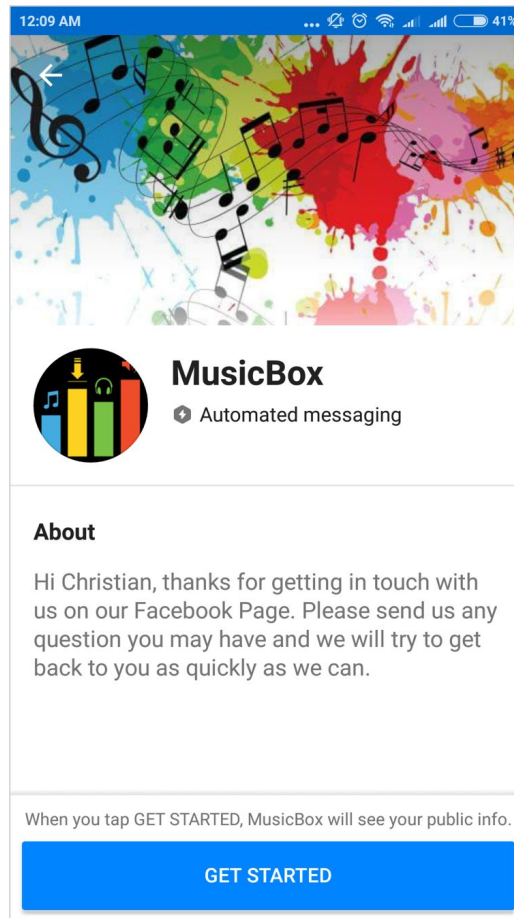 12:09 AM
41%
MusicBox
Automated messaging
About
Hi Christian, thanks for getting in touch with
us on our Facebook Page. Please send us any
question you may have and we will try to get
back to you as quickly as we can.
When you tap GET STARTED, MusicBox will see your public info.
GET STARTED